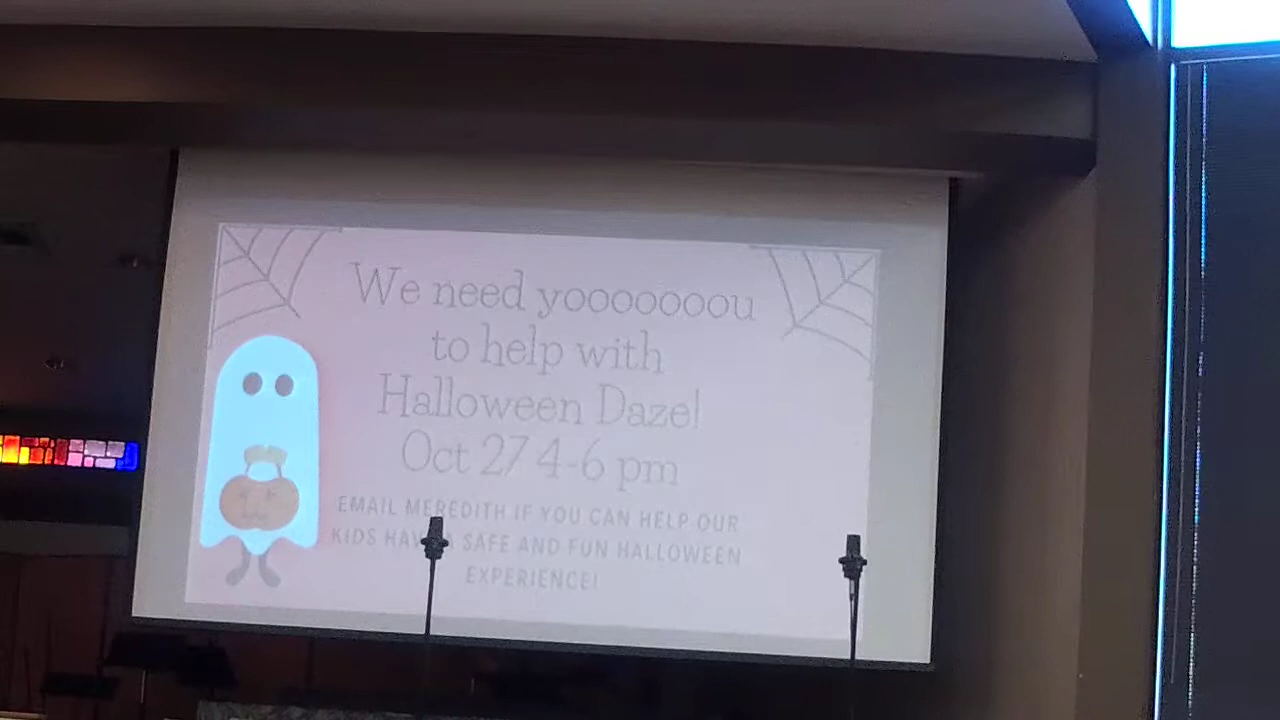 We need yooooooou
to help with
Halloween Daze!
Oct 27 4-6 pm
EMAIL MEREDITH IF YOU CAN HELP OUR
KIDS HAVE A SAFE AND FUN HALLOWEEN
EXPERIENCE!